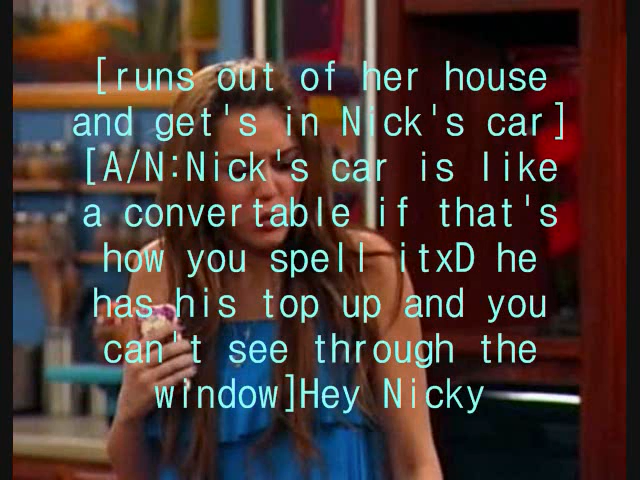 [runs out of her house
and get's in Nick's car]
[A/N:Nick's car is like
a convertable if that's
how you spell itxD he
has his top up and you
can't see through the
window]Hey Nicky